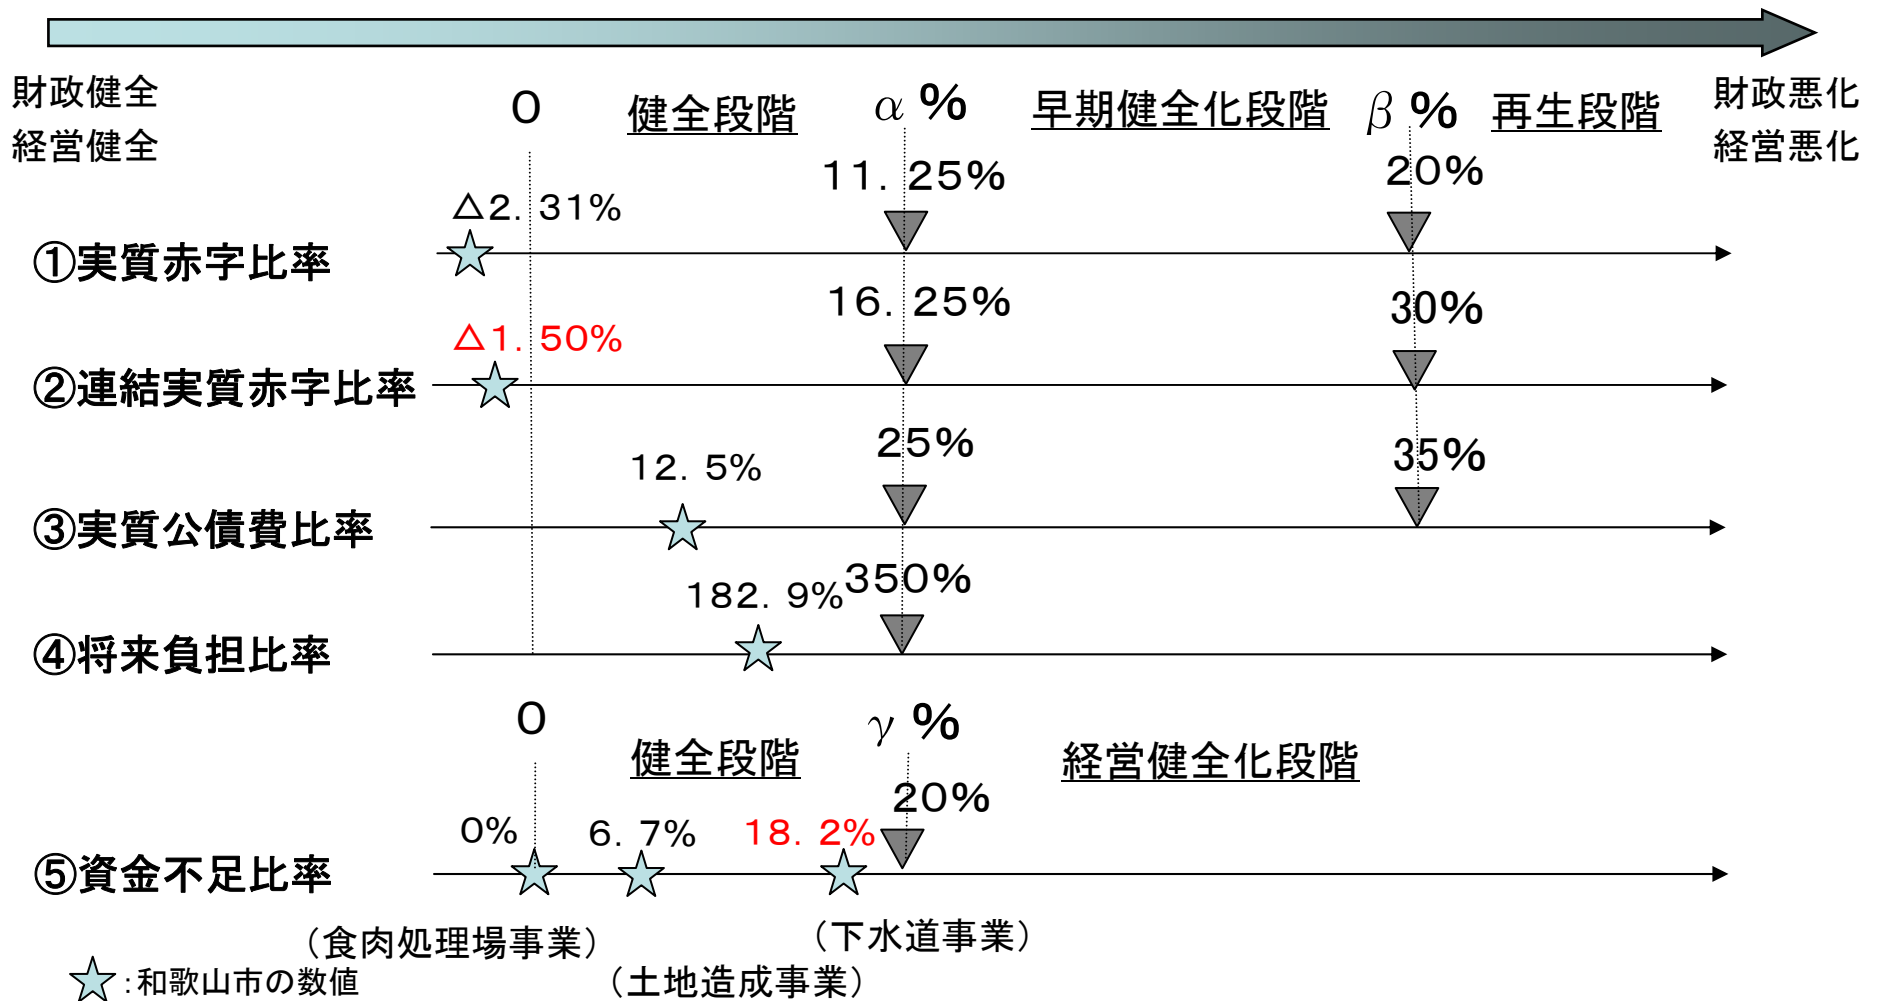 財政健全
経営健全
0 健全段階 α% 早期健全化段階 β% 再生段階
財政悪化
経営悪化
11.25% 20%
△2.31%
①実質赤字比率
16.25% 30%
△1.50%
②連結実質赤字比率
25% 35%
12.5%
③実質公債費比率
350%
182.9%
④将来負担比率
0 健全段階 γ% 経営健全化段階
20%
0% 6.7% 18.2%
⑤資金不足比率
(食肉処理場事業) (下水道事業)
(土地造成事業)
:和歌山市の数値